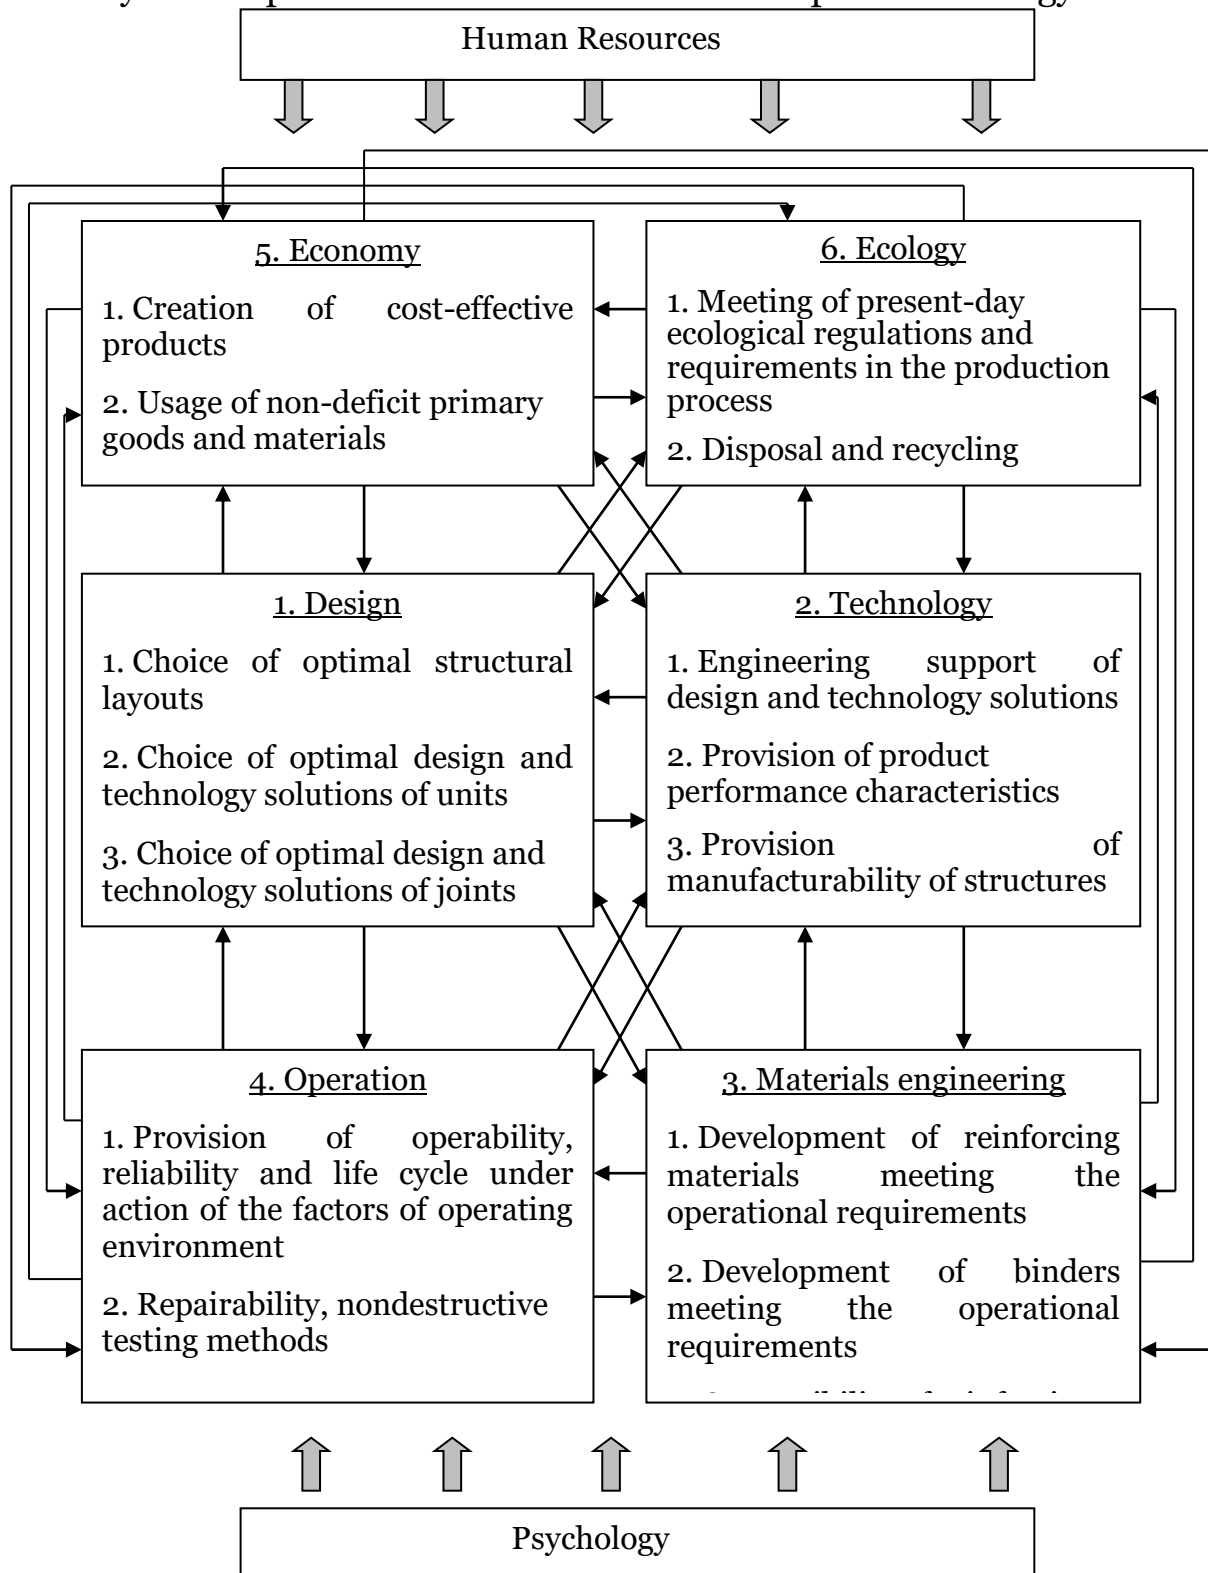 Human Resources
5. Economy
1. Creation of cost-effective
products
2. Usage of non-deficit primary
goods and materials
6. Ecology
1. Meeting of present-day
ecological regulations and
requirements in the production
process
2. Disposal and recycling
1. Design
1. Choice of optimal structural
layouts
2. Choice of optimal design and
technology solutions of units
3. Choice of optimal design and
technology solutions of joints
2. Technology
1. Engineering support of
design and technology solutions
2. Provision of product
performance characteristics
3. Provision of
manufacturability of structures
4. Operation
1. Provision of operability,
reliability and life cycle under
action of the factors of operating
environment
2. Repairability, nondestructive
testing methods
3. Materials engineering
1. Development of reinforcing
materials meeting the
operational requirements
2. Development of binders
meeting the operational
requirements
Psychology